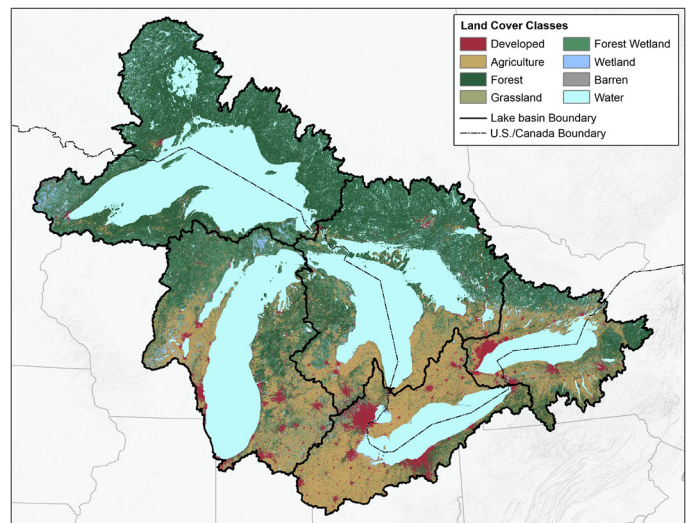 Land Cover Classes
Developed
Agriculture
Forest
Grassland
Forest Wetland
Wetland
Barren
Water
Lake basin Boundary
U.S./Canada Boundary